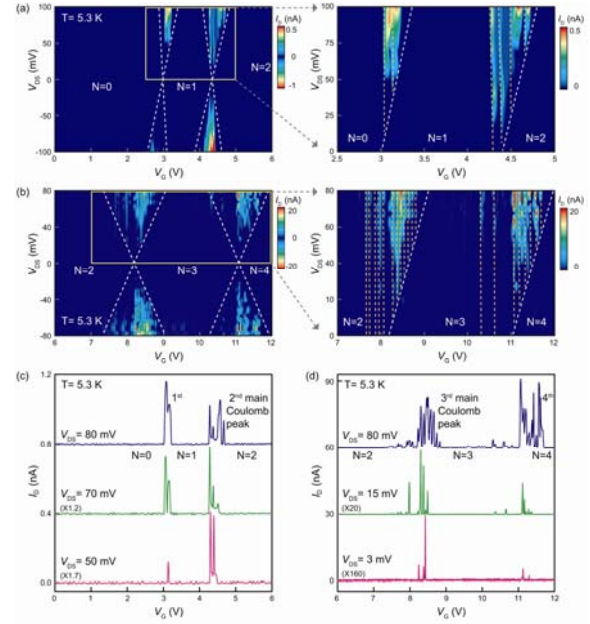 (a)
T= 5.3 K
N=0
N=1
N=2
I_D (nA)
0.5
0
-1
V_DS (mV)
100
50
0
-50
-100
0 1 2 3 4 5 6
V_G (V)
I_D (nA)
0.5
0
V_DS (mV)
100
75
50
25
0
N=0
N=1
N=2
2.5 3.0 3.5 4.0 4.5 5
V_G (V)
(b)
I_D (nA)
20
0
-20
V_DS (mV)
80
40
0
-40
-80
N=2
N=3
N=4
T= 5.3 K
7 8 9 10 11 12
V_G (V)
I_D (nA)
20
0
V_DS (mV)
80
60
40
20
0
N=2
N=3
N=4
7 8 9 10 11 12
V_G (V)
(c)
T= 5.3 K
1st
2nd main
Coulomb
peak
V_DS= 80 mV
N=0
N=1
N=2
V_DS= 70 mV
(X1.2)
V_DS= 50 mV
(X1.7)
I_D (nA)
1.2
0.8
0.4
0.0
0 1 2 3 4 5 6
V_G (V)
(d)
T= 5.3 K
3rd main
Coulomb
peak
4th
V_DS= 80 mV
N=2
N=3
N=4
V_DS= 15 mV
(X20)
V_DS= 3 mV
(X160)
90
60
30
0
6 7 8 9 10 11 12
V_G (V)